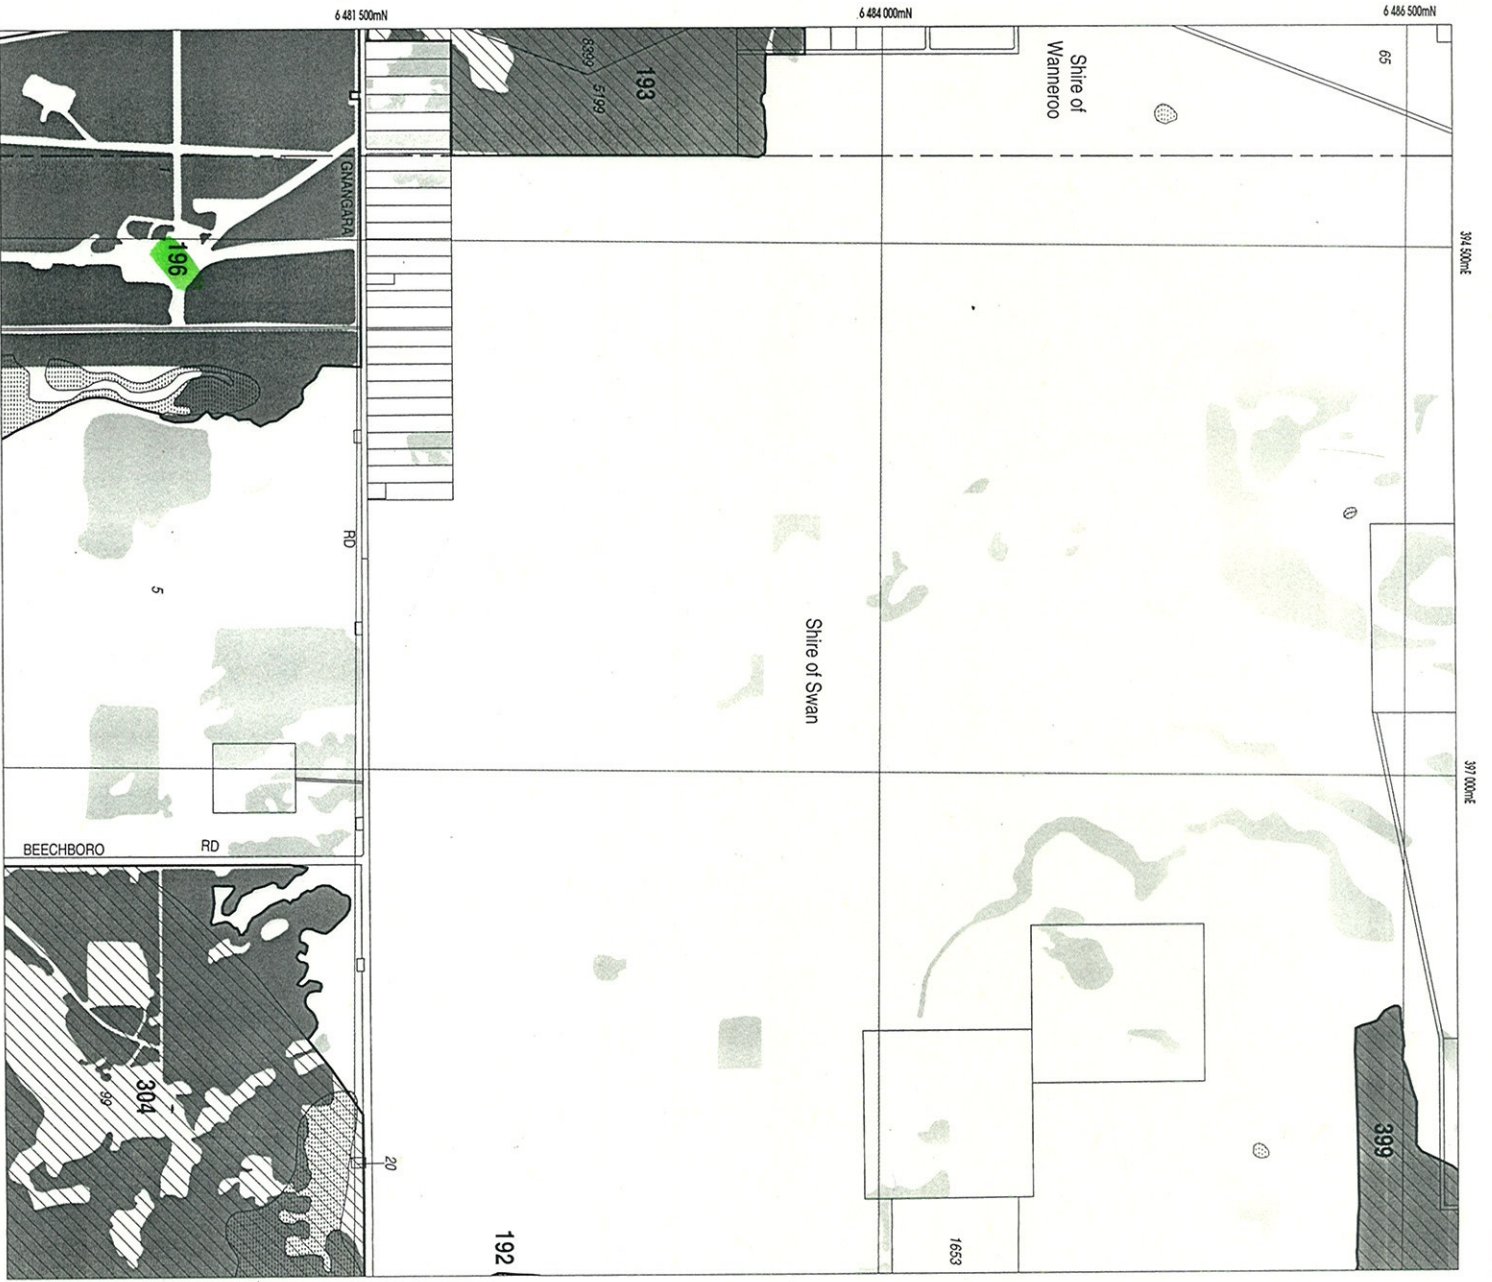 6 481 500mN
6 484 000mN
6 486 500mN
65
Shire of
Wanneroo
193
8399
5199
GNANGARA
394 500mE
196
RD
5
Shire of Swan
397 000mE
BEECHBORO
RD
304
99
399
20
192
1653